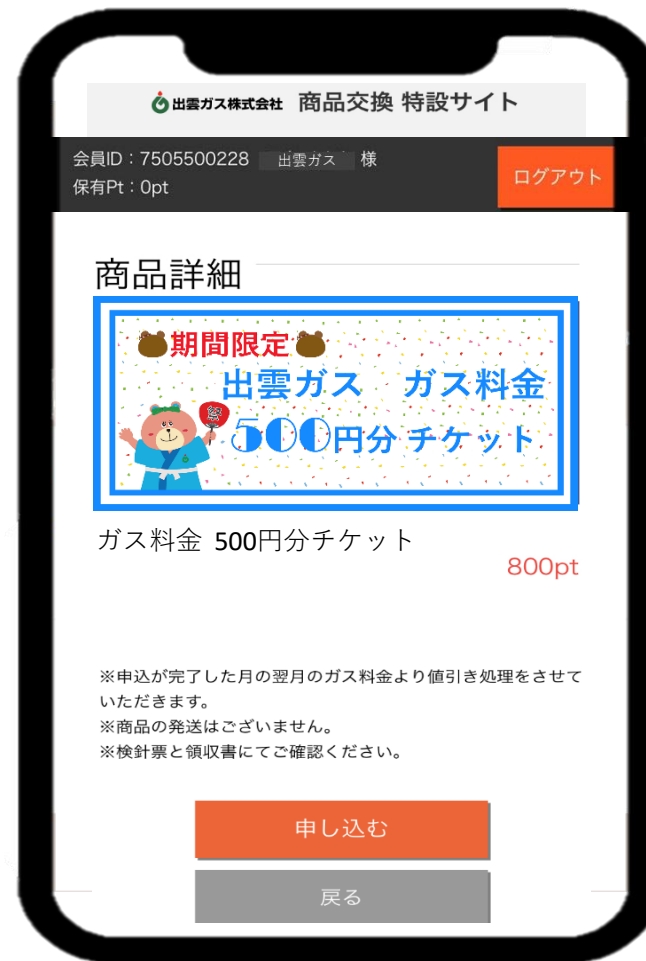 出雲ガス株式会社 商品交換 特設サイト
会員ID:7505500228 出雲ガス 様
保有Pt:0pt
ログアウト
商品詳細
期間限定
出雲ガス ガス料金
祭
500円分チケット
ガス料金 500円分チケット
800pt
※申込が完了した月の翌月のガス料金より値引き処理をさせて
いただきます。
※商品の発送はございません。
※検針票と領収書にてご確認ください。
申し込む
戻る